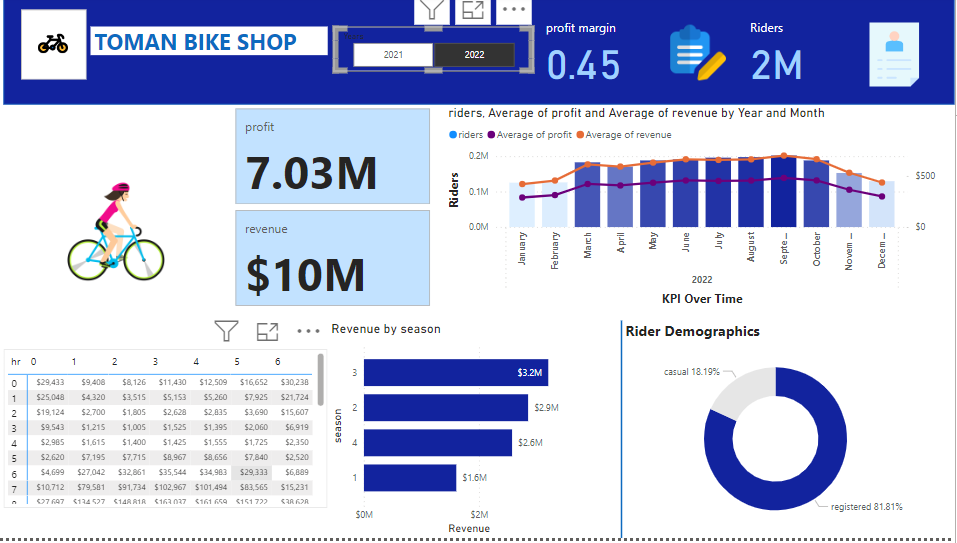 TOMAN BIKE SHOP
2021 2022
profit margin
0.45
Riders
2M
profit
7.03M
revenue
$10M
riders, Average of profit and Average of revenue by Year and Month
riders Average of profit Average of revenue
Riders
0.2M
0.1M
0.0M
$500
$0
January February March April May June July August Septe... October Novem... Decem...
2022
KPI Over Time
hr 0 1 2 3 4 5 6
0 $29,433 $9,408 $8,126 $11,430 $12,509 $16,652 $30,238
1 $25,048 $4,320 $3,515 $5,153 $5,260 $7,925 $21,724
2 $19,124 $2,700 $1,805 $2,628 $2,835 $3,690 $15,607
3 $9,543 $1,215 $1,005 $1,525 $1,395 $2,060 $6,919
4 $2,985 $1,615 $1,400 $1,425 $1,555 $1,725 $2,350
5 $2,620 $7,195 $7,715 $8,967 $8,656 $7,840 $2,520
6 $4,699 $27,042 $32,861 $35,544 $34,983 $29,333 $6,889
7 $10,712 $79,581 $91,734 $102,967 $101,494 $83,565 $15,231
8 $27,697 $134,527 $148,818 $163,037 $161,659 $151,722 $38,628
Revenue by season
season
3 $3.2M
2 $2.9M
4 $2.6M
1 $1.6M
$0M $2M
Revenue
Rider Demographics
casual 18.19%
registered 81.81%